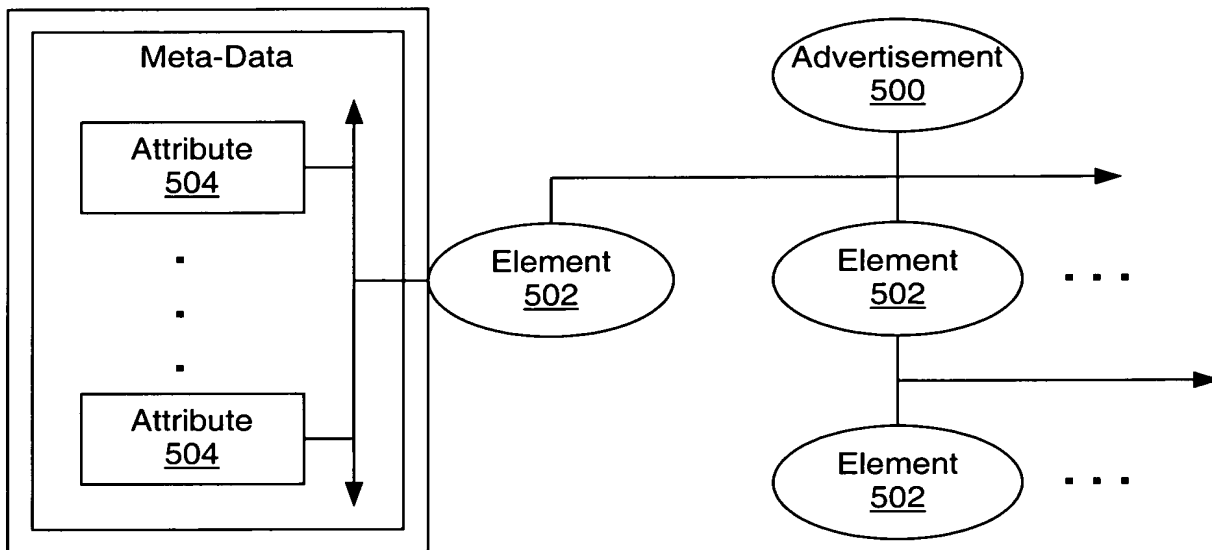 Meta-Data
Attribute
504
Attribute
504
Element
502
Advertisement
500
Element
502
Element
502